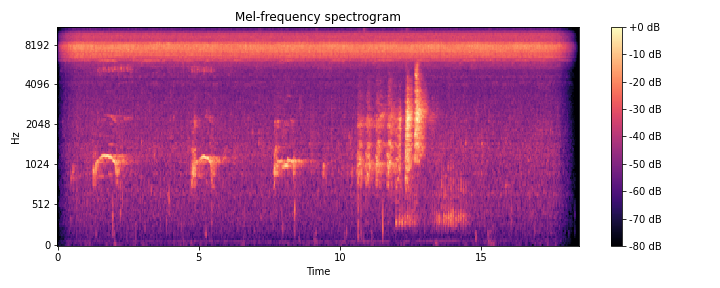 Mel-frequency spectrogram
+0 dB
8192
-10 dB
4096
-20 dB
-30 dB
Hz
2048
-40 dB
1024
-50 dB
-60 dB
512
-70 dB
0
-80 dB
0 5 10 15
Time